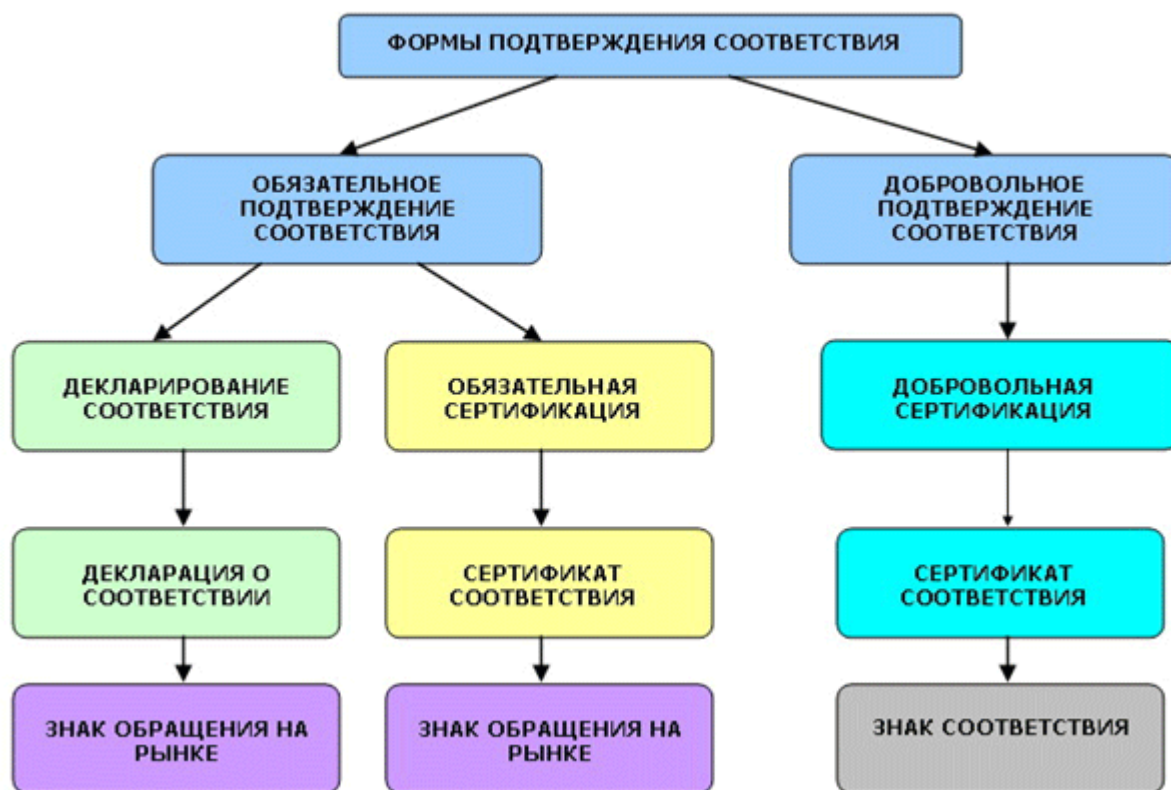 ФОРМЫ ПОДТВЕРЖДЕНИЯ СООТВЕТСТВИЯ
ОБЯЗАТЕЛЬНОЕ
ПОДТВЕРЖДЕНИЕ
СООТВЕТСТВИЯ
ДОБРОВОЛЬНОЕ
ПОДТВЕРЖДЕНИЕ
СООТВЕТСТВИЯ
ДЕКЛАРИРОВАНИЕ
СООТВЕТСТВИЯ
ОБЯЗАТЕЛЬНАЯ
СЕРТИФИКАЦИЯ
ДОБРОВОЛЬНАЯ
СЕРТИФИКАЦИЯ
ДЕКЛАРАЦИЯ О
СООТВЕТСТВИИ
СЕРТИФИКАТ
СООТВЕТСТВИЯ
СЕРТИФИКАТ
СООТВЕТСТВИЯ
ЗНАК ОБРАЩЕНИЯ НА
РЫНКЕ
ЗНАК ОБРАЩЕНИЯ НА
РЫНКЕ
ЗНАК СООТВЕТСТВИЯ